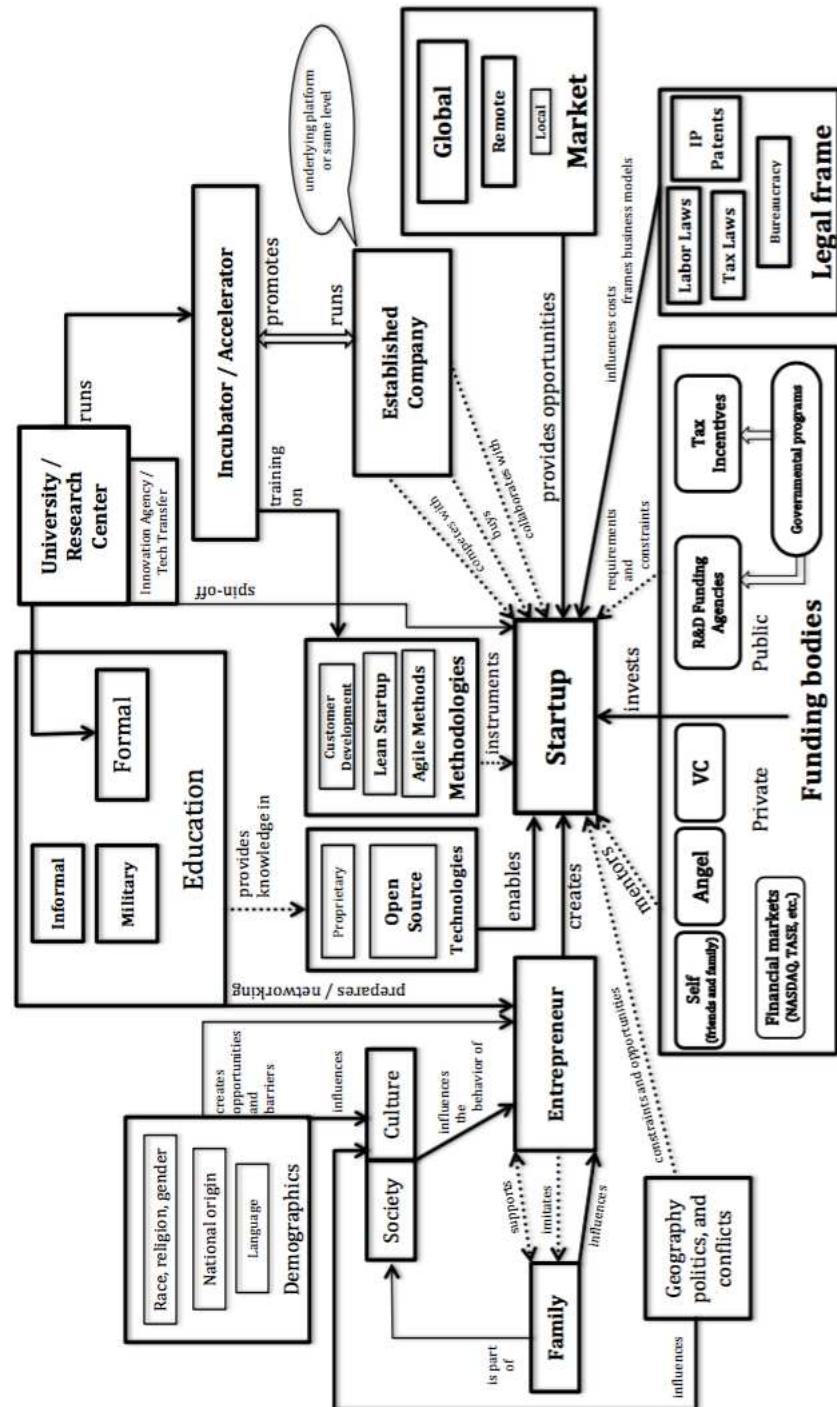 Race, religion, gender
National origin
Language
Demographics
creates
opportunities
and
barriers
influences
Informal
Military
Formal
Education
University /
Research
Center
Innovation Agency /
Tech Transfer
runs
spin-off
prepares / networking
provides
knowledge in
Society
Culture
influences
the behavior of
is part
of
Proprietary
Open
Source
Technologies
enables
Customer
Development
Lean Startup
Agile Methods
Methodologies
instruments
training
on
Incubator / Accelerator
promotes
runs
underlying platform
or same level
Established
Company
competes with
buys
collaborates with
Global
Remote
Local
Market
provides opportunities
Family
supports
imitates
influences
Entrepreneur
creates
Startup
influences
Geography
politics, and
conflicts
constraints and opportunities
mentors
invests
requirements
and
constraints
influences costs
frames business models
Self
(friends and family)
Angel
VC
Financial markets
(NASDAQ, TASE, etc.)
Private
R&D Funding
Agencies
Public
Tax
Incentives
Governmental programs
Funding bodies
Labor Laws
IP
Patents
Tax Laws
Bureaucracy
Legal frame